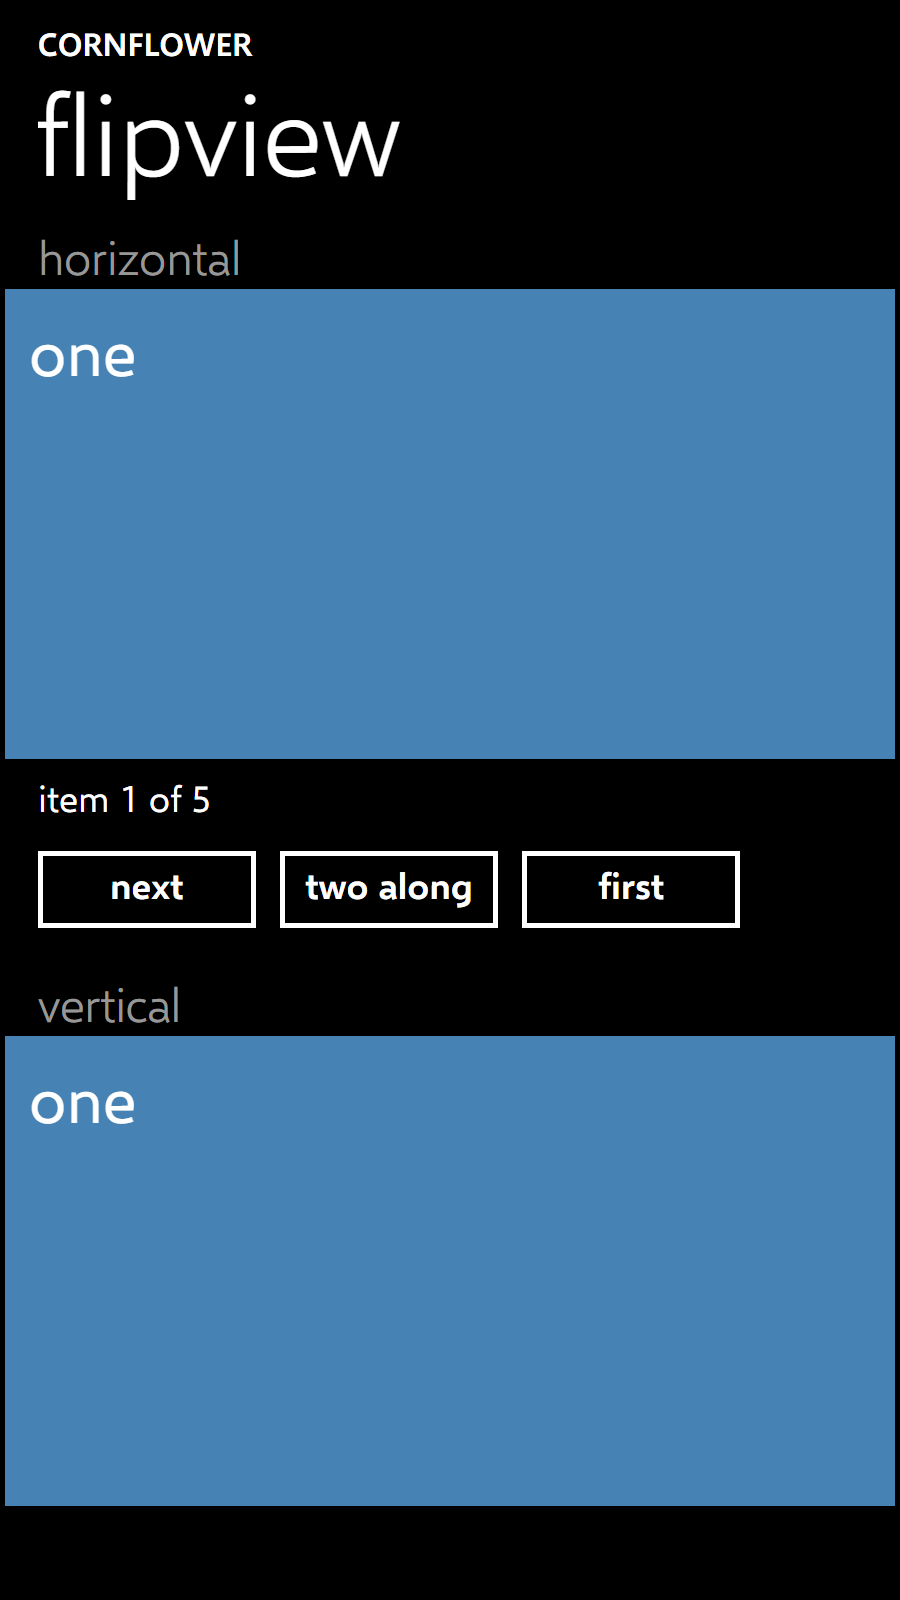 CORNFLOWER
flipview
horizontal
one
item 1 of 5
next two along first
vertical
one